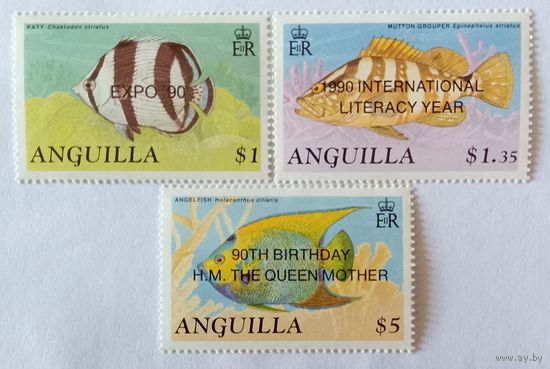 KATY Chaetodon striatus
EIIR
EXPO '90
ANGUILLA $1
MUTTON GROUPER Epinephelus striatus
EIIR
1990 INTERNATIONAL
LITERACY YEAR
ANGUILLA $1.35
ANGELFISH Holacanthus ciliaris
EIIR
90TH BIRTHDAY
H.M. THE QUEEN MOTHER
ANGUILLA $5
www.ay.by